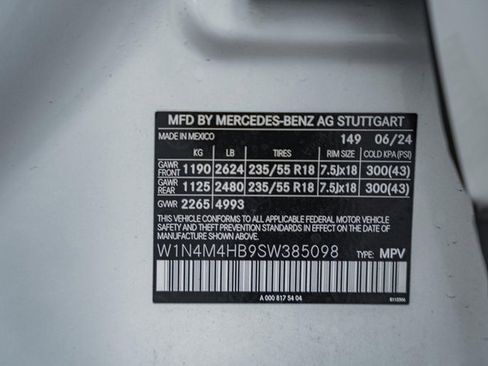 MFD BY MERCEDES-BENZ AG STUTTGART
MADE IN MEXICO 149 06/24
KG LB TIRES RIM SIZE COLD KPA (PSI)
GAWR FRONT 1190 2624 235/55 R18 7.5Jx18 300(43)
GAWR REAR 1125 2480 235/55 R18 7.5Jx18 300(43)
GVWR 2265 4993
THIS VEHICLE CONFORMS TO ALL APPLICABLE FEDERAL MOTOR VEHICLE
SAFETY AND THEFT PREVENTION STANDARDS IN EFFECT ON THE DATE
OF MANUFACTURE SHOWN ABOVE.
W1N4M4HB9SW385098 TYPE: MPV
A 000 817 54 04